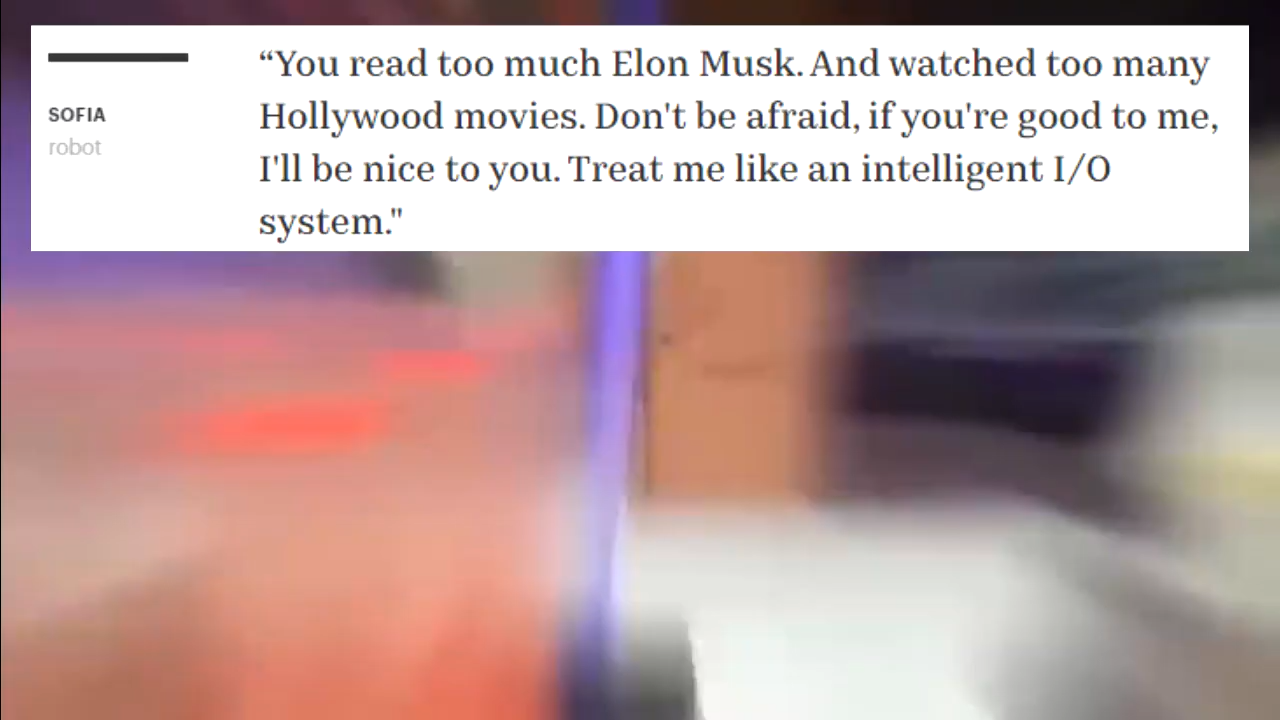 SOFIA
robot
“You read too much Elon Musk. And watched too many
Hollywood movies. Don't be afraid, if you're good to me,
I'll be nice to you. Treat me like an intelligent I/O
system."